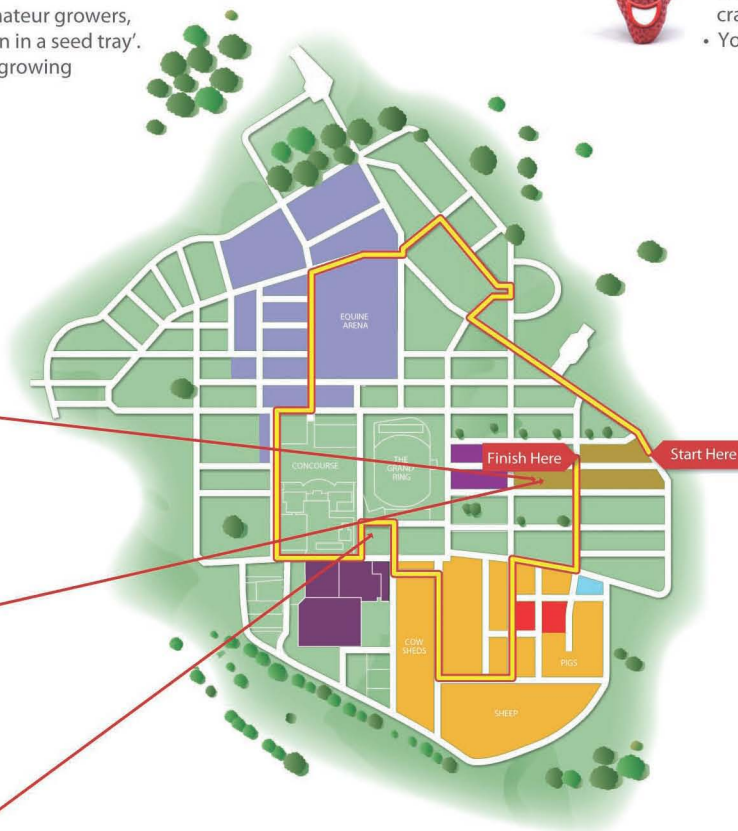 nateur growers,
n in a seed tray’.
growing
cra
• Yo
EQUINE
ARENA
CONCOURSE
THE
GRAND
RING
Finish Here
Start Here
COW
SHEDS
PIGS
SHEEP